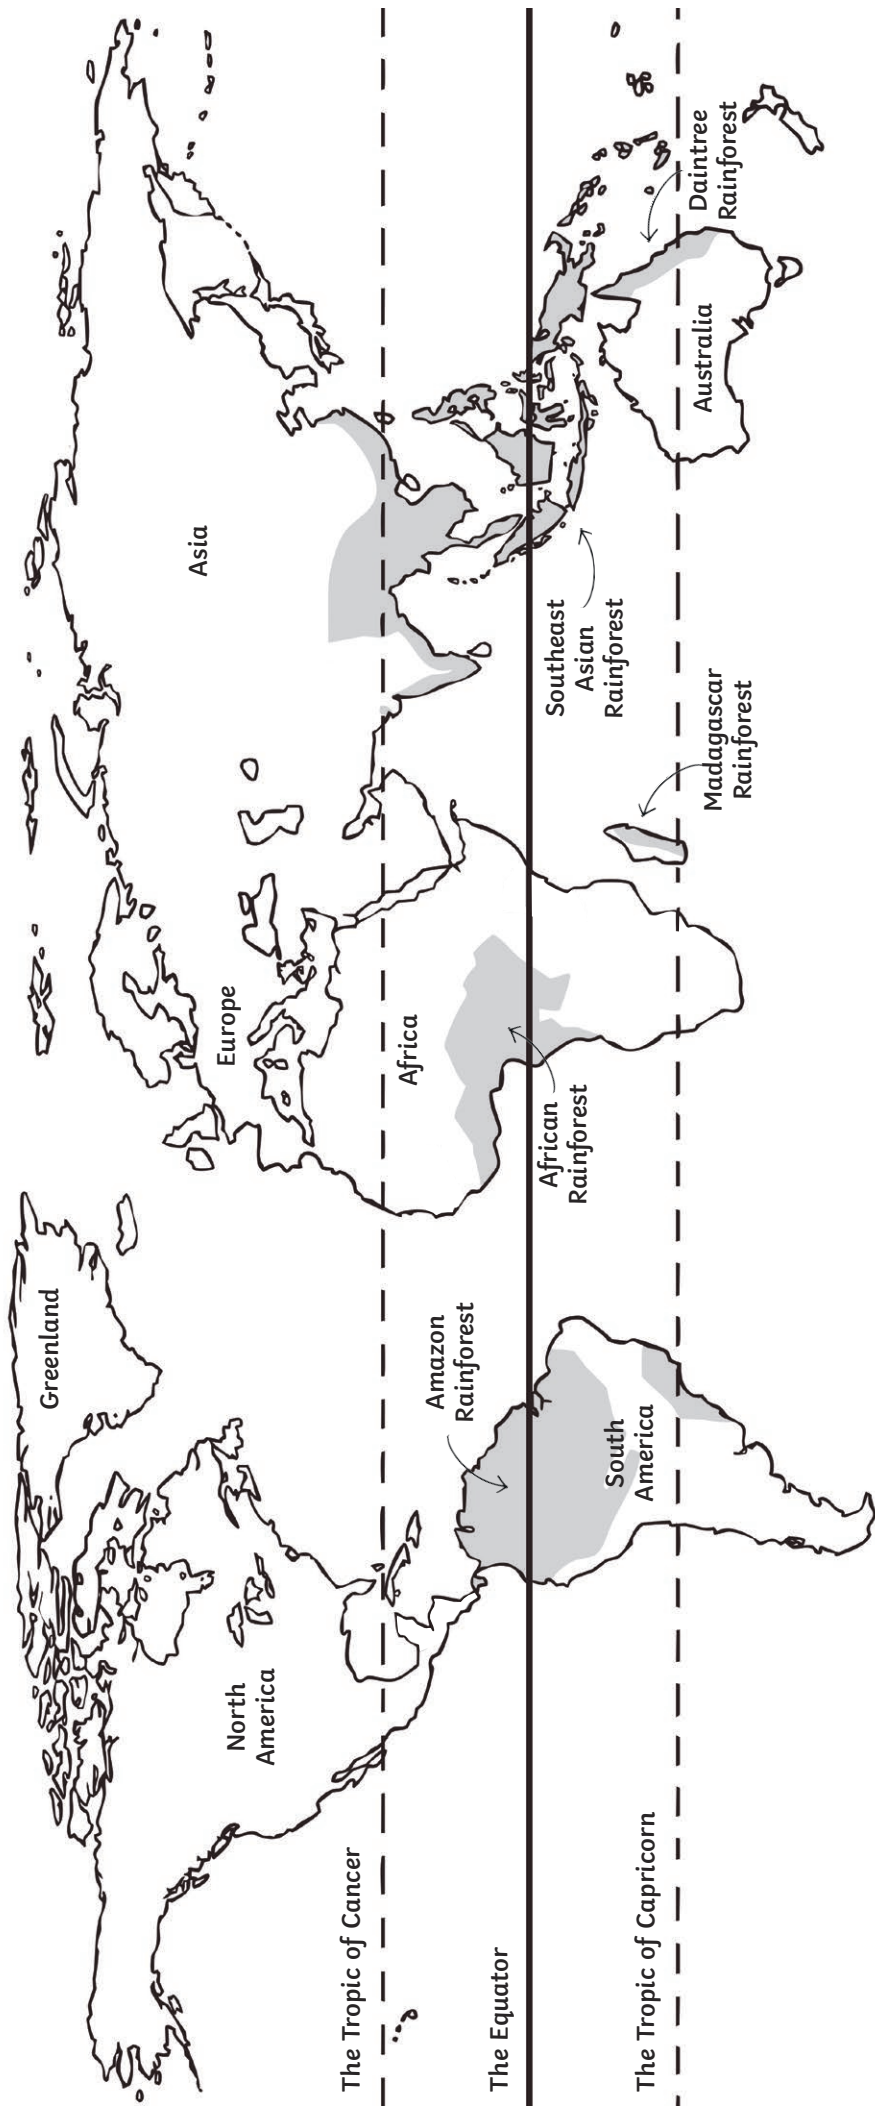 Greenland
North
America
Europe
Asia
The Tropic of Cancer
Africa
Amazon
Rainforest
The Equator
African
Rainforest
Southeast
Asian
Rainforest
South
America
The Tropic of Capricorn
Madagascar
Rainforest
Australia
Daintree
Rainforest